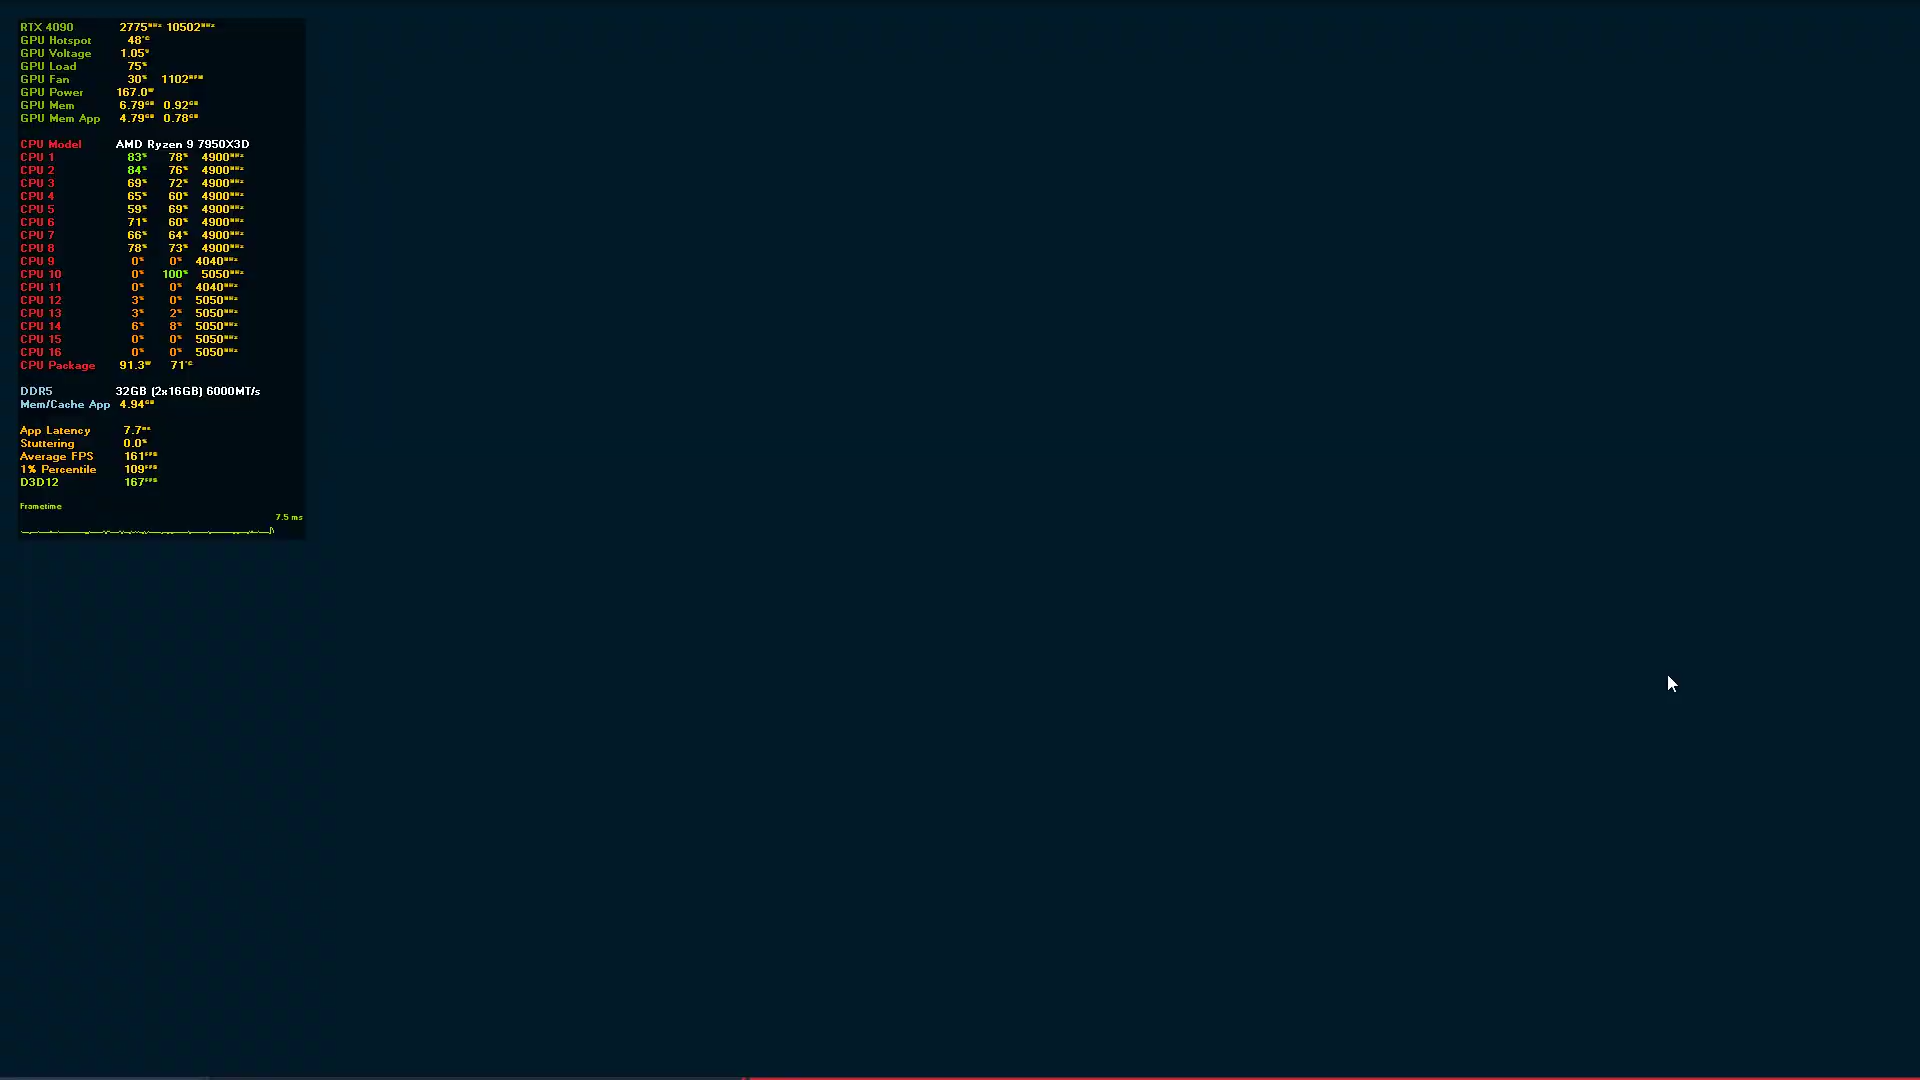 RTX 4090 2775MHz 10502MHz
GPU Hotspot 48°C
GPU Voltage 1.05V
GPU Load 75%
GPU Fan 30% 1102RPM
GPU Power 167.0W
GPU Mem 6.79GB 0.92GB
GPU Mem App 4.79GB 0.78GB
CPU Model AMD Ryzen 9 7950X3D
CPU 1 83% 78% 4900MHz
CPU 2 84% 76% 4900MHz
CPU 3 69% 72% 4900MHz
CPU 4 65% 60% 4900MHz
CPU 5 59% 69% 4900MHz
CPU 6 71% 60% 4900MHz
CPU 7 66% 64% 4900MHz
CPU 8 78% 73% 4900MHz
CPU 9 0% 0% 4040MHz
CPU 10 0% 100% 5050MHz
CPU 11 0% 0% 4040MHz
CPU 12 3% 0% 5050MHz
CPU 13 3% 2% 5050MHz
CPU 14 6% 8% 5050MHz
CPU 15 0% 0% 5050MHz
CPU 16 0% 0% 5050MHz
CPU Package 91.3W 71°C
DDR5 32GB (2x16GB) 6000MT/s
Mem/Cache App 4.94GB
App Latency 7.7ms
Stuttering 0.0%
Average FPS 161FPS
1% Percentile 109FPS
D3D12 167FPS
Frametime
7.5 ms